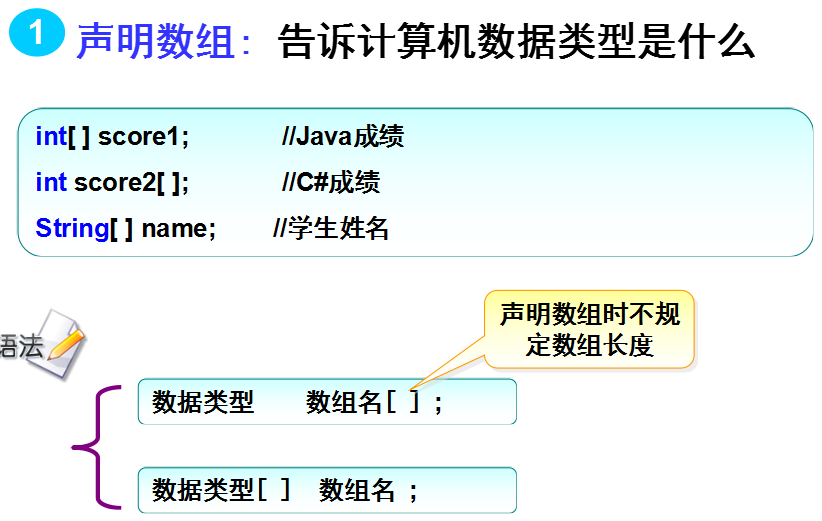 1 声明数组: 告诉计算机数据类型是什么
int[ ] score1; //Java成绩
int score2[ ]; //C#成绩
String[ ] name; //学生姓名
声明数组时不规
定数组长度
语法
数据类型 数组名[ ] ;
数据类型[ ] 数组名 ;